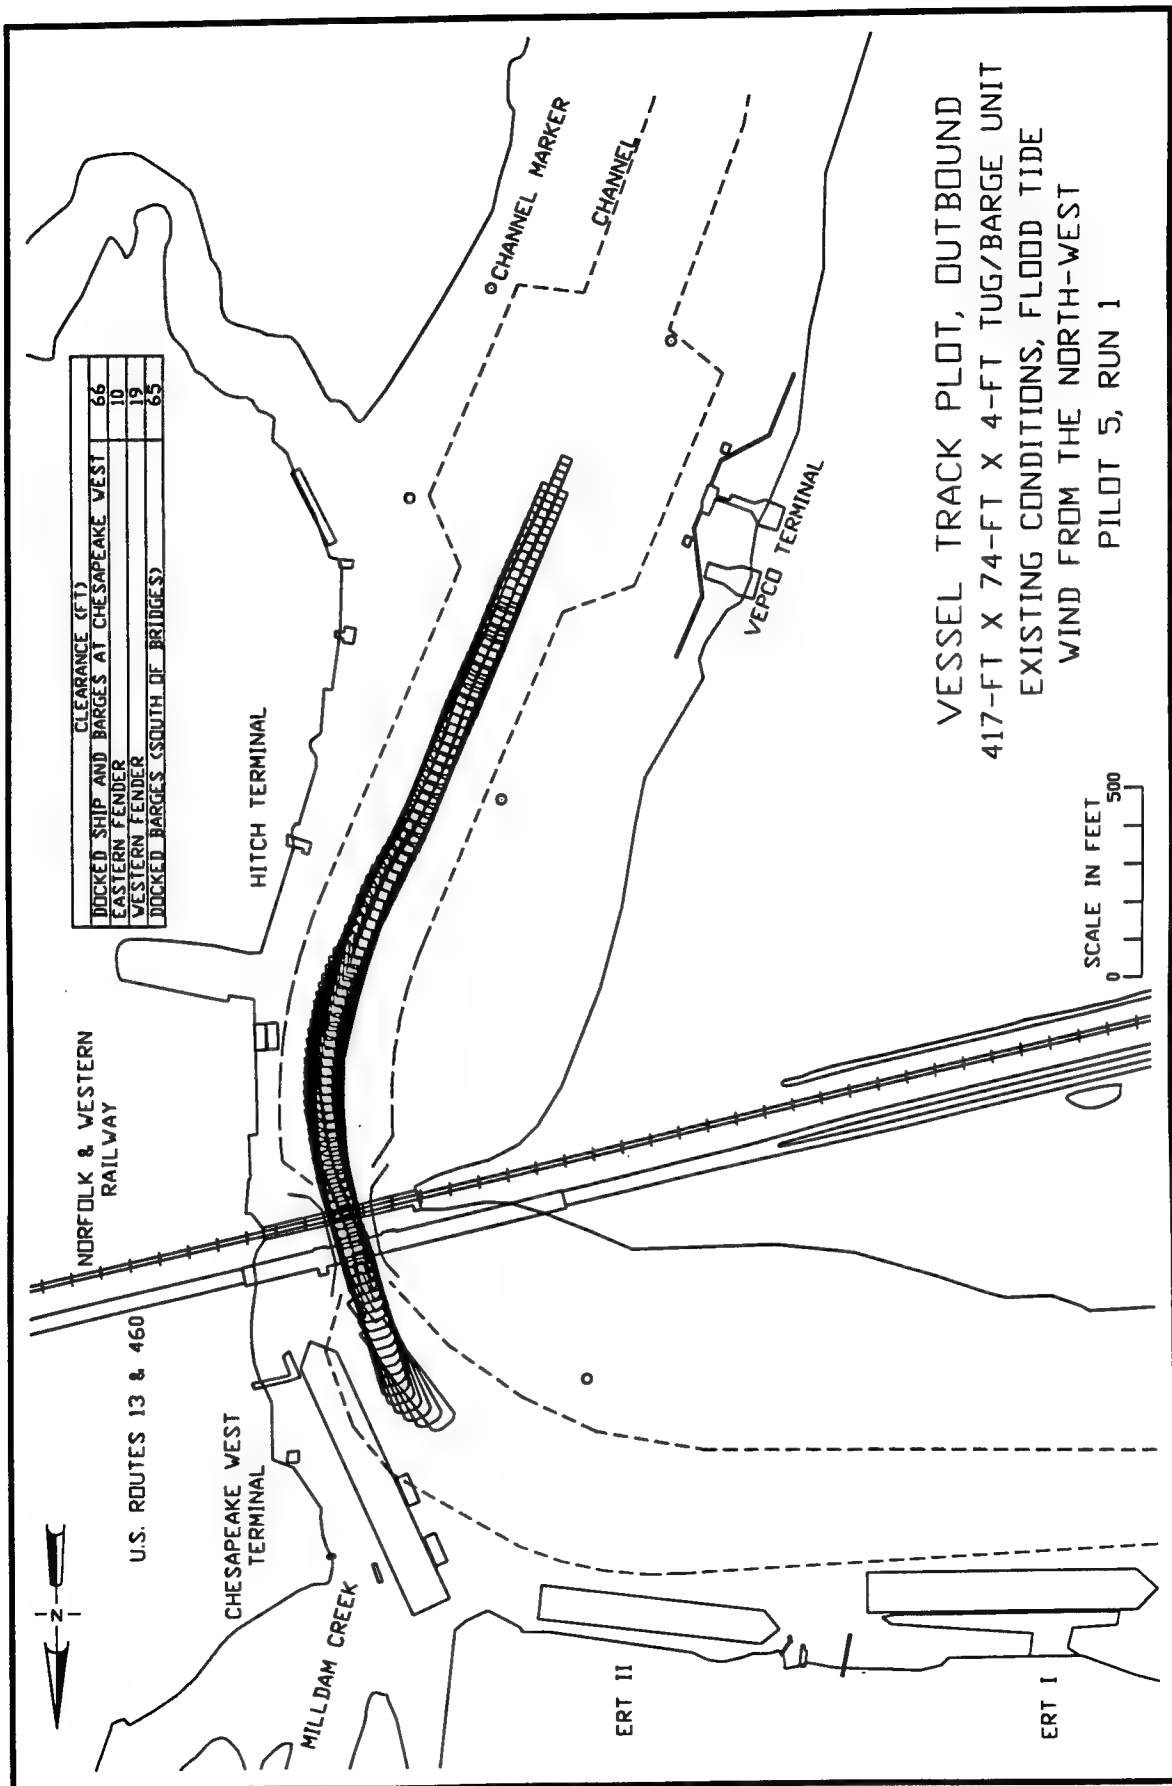 CLEARANCE (FT)
DOCKED SHIP AND BARGES AT CHESAPEAKE WEST 66
EASTERN FENDER 10
WESTERN FENDER 19
DOCKED BARGES (SOUTH OF BRIDGES) 65
N
U.S. ROUTES 13 & 460
NORFOLK & WESTERN
RAILWAY
HITCH TERMINAL
CHESAPEAKE WEST
TERMINAL
MILLDAM CREEK
CHANNEL MARKER
CHANNEL
VEPCO TERMINAL
ERT II
ERT I
SCALE IN FEET
0 500
VESSEL TRACK PLOT, OUTBOUND
417-FT X 74-FT X 4-FT TUG/BARGE UNIT
EXISTING CONDITIONS, FLOOD TIDE
WIND FROM THE NORTH-WEST
PILOT 5, RUN 1